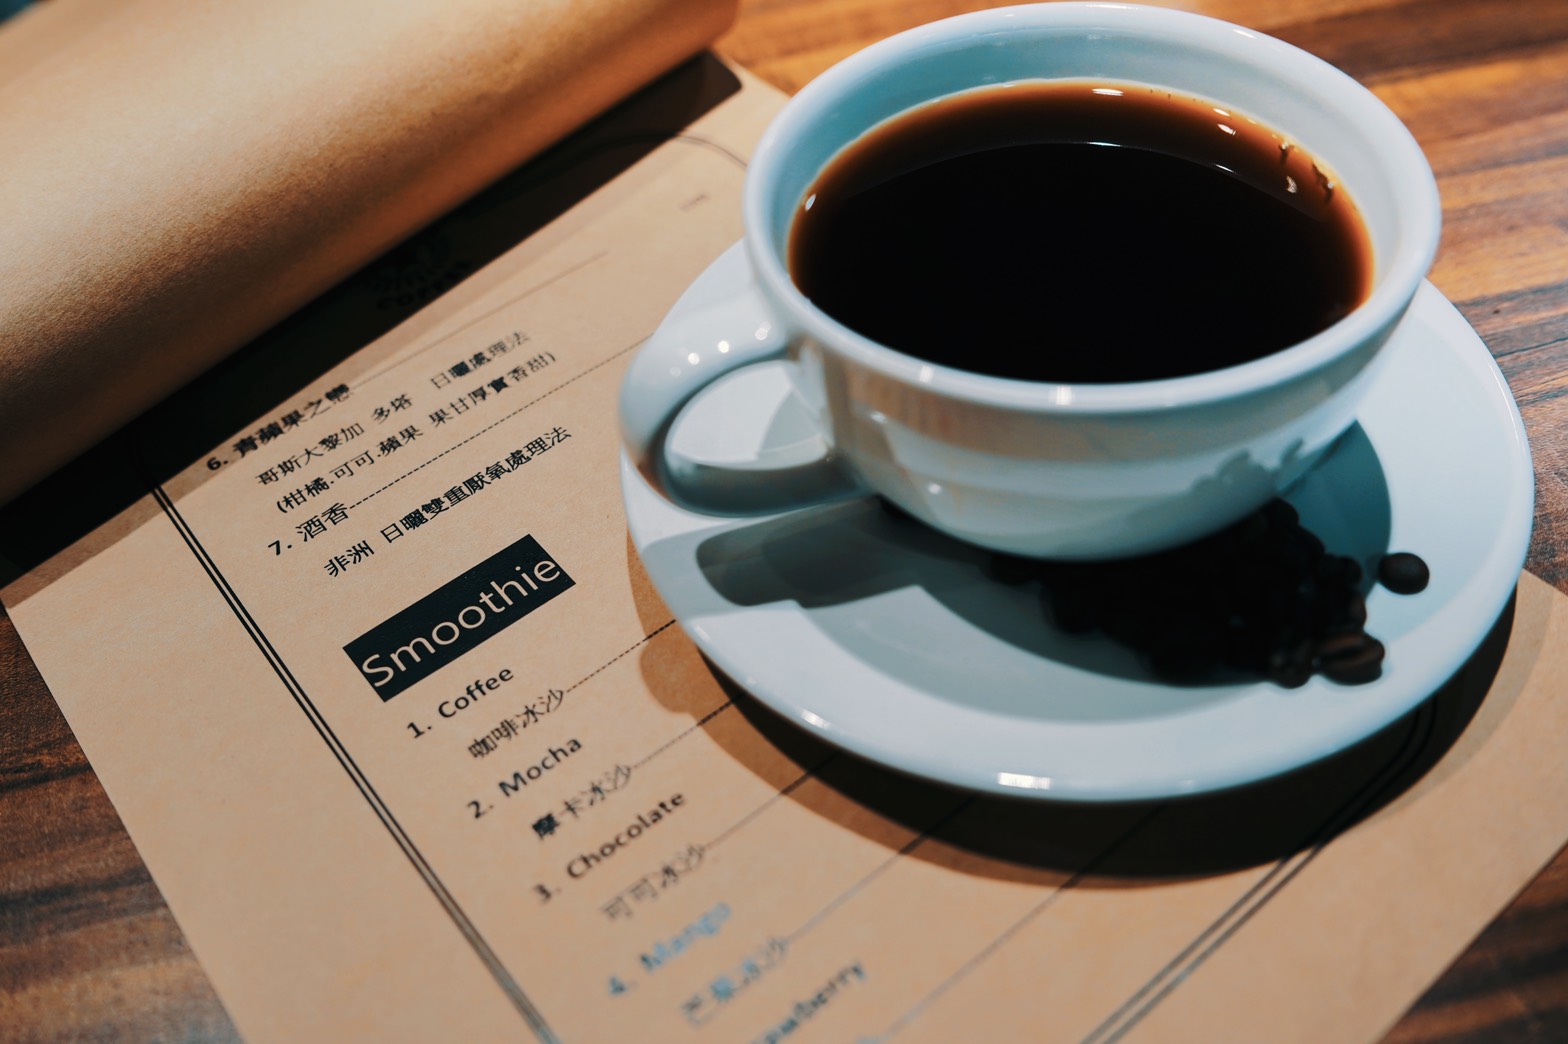 6. 青蘋果之戀
哥斯大黎加 多塔 日曬處理法
(柑橘,可可,蘋果 果甘厚實香甜)
7. 酒香
非洲 日曬雙重厭氧處理法
Smoothie
1. Coffee
咖啡冰沙
2. Mocha
摩卡冰沙
3. Chocolate
可可冰沙
4. Mango
芒果冰沙